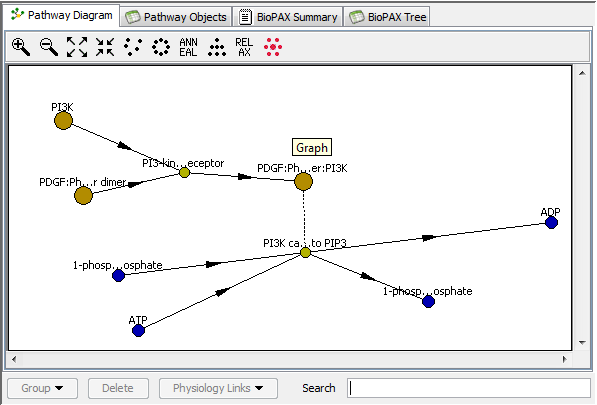 Pathway Diagram
Pathway Objects
BioPAX Summary
BioPAX Tree
ANN
EAL
REL
AX
PI3K
PI3-kin...eceptor
Graph
PDGF:Ph...er:PI3K
PDGF:Ph...r dimer
ADP
PI3K ca...to PIP3
1-phosp...osphate
1-phosp...osphate
ATP
Group
Delete
Physiology Links
Search